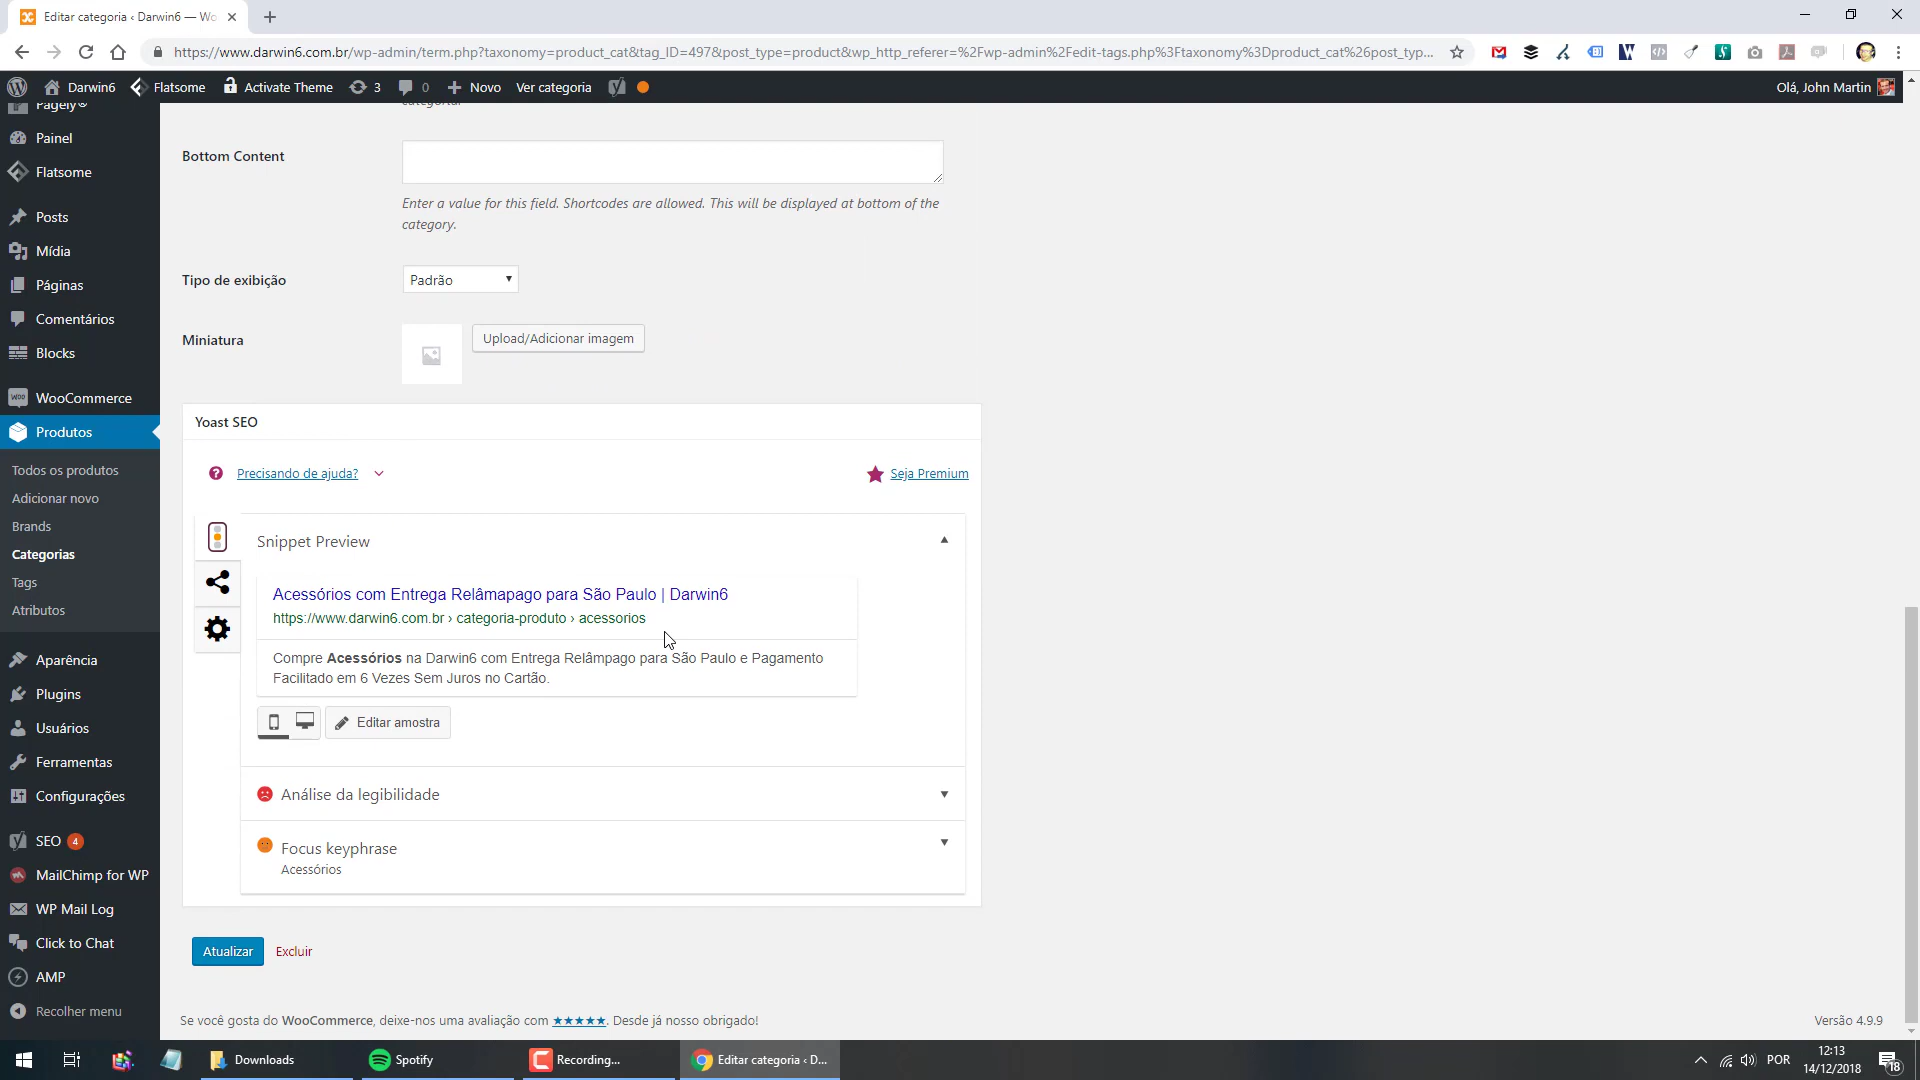 Editar categoria ‹ Darwin6 — Wo
https://www.darwin6.com.br/wp-admin/term.php?taxonomy=product_cat&tag_ID=497&post_type=product&wp_http_referer=%2Fwp-admin%2Fedit-tags.php%3Ftaxonomy%3Dproduct_cat%26post_typ...
Darwin6 Flatsome Activate Theme 3 0 Novo Ver categoria
Olá, John Martin
Pagely®
categoria.
Painel
Bottom Content
Flatsome
Enter a value for this field. Shortcodes are allowed. This will be displayed at bottom of the
category.
Posts
Mídia
Tipo de exibição
Padrão
Páginas
Comentários
Miniatura
Upload/Adicionar imagem
Blocks
WooCommerce
Yoast SEO
Produtos
Todos os produtos
Precisando de ajuda?
Seja Premium
Adicionar novo
Brands
Snippet Preview
Categorias
Tags
Acessórios com Entrega Relâmapago para São Paulo | Darwin6
Atributos
https://www.darwin6.com.br › categoria-produto › acessorios
Aparência
Compre Acessórios na Darwin6 com Entrega Relâmpago para São Paulo e Pagamento
Facilitado em 6 Vezes Sem Juros no Cartão.
Plugins
Usuários
Editar amostra
Ferramentas
Configurações
Análise da legibilidade
SEO 4
Focus keyphrase
Acessórios
MailChimp for WP
WP Mail Log
Click to Chat
Atualizar Excluir
AMP
Recolher menu
Se você gosta do WooCommerce, deixe-nos uma avaliação com ★★★★★. Desde já nosso obrigado!
Versão 4.9.9
Downloads
Spotify
Recording...
Editar categoria ‹ D...
POR
12:13
14/12/2018
18